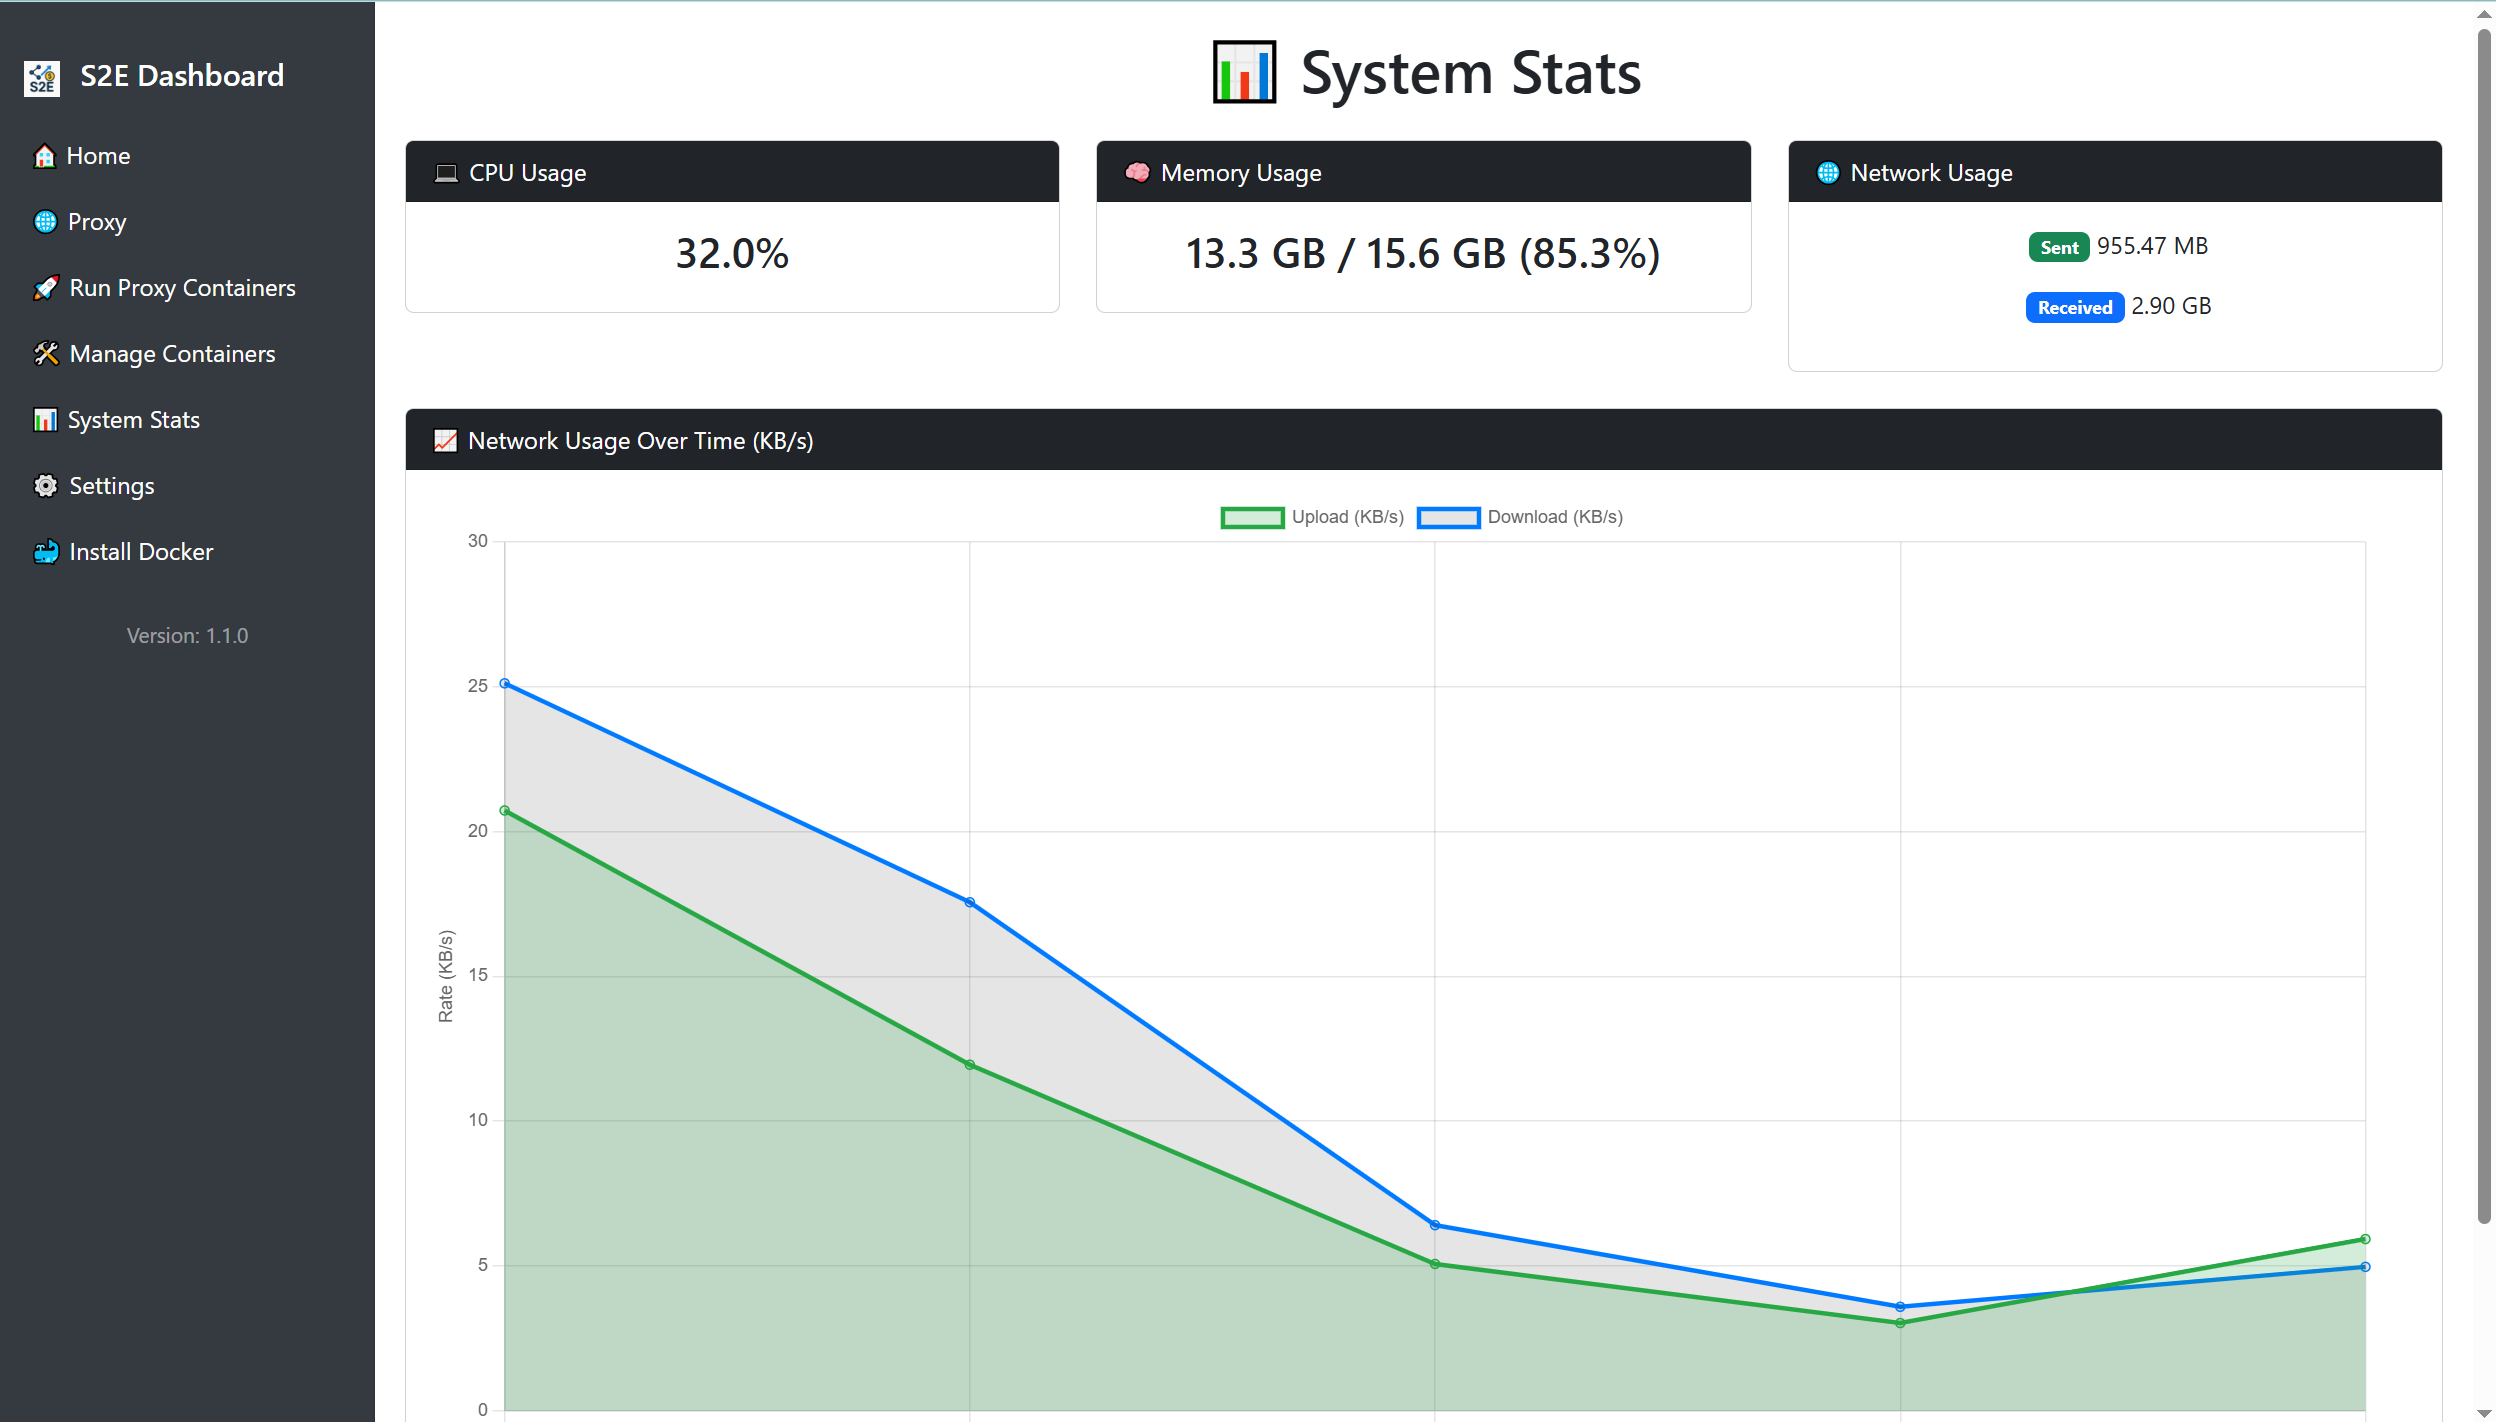 S2E
S2E Dashboard
Home
Proxy
Run Proxy Containers
Manage Containers
System Stats
Settings
Install Docker
Version: 1.1.0
System Stats
CPU Usage
32.0%
Memory Usage
13.3 GB / 15.6 GB (85.3%)
Network Usage
Sent 955.47 MB
Received 2.90 GB
Network Usage Over Time (KB/s)
Upload (KB/s) Download (KB/s)
30
25
20
15
10
5
0
Rate (KB/s)